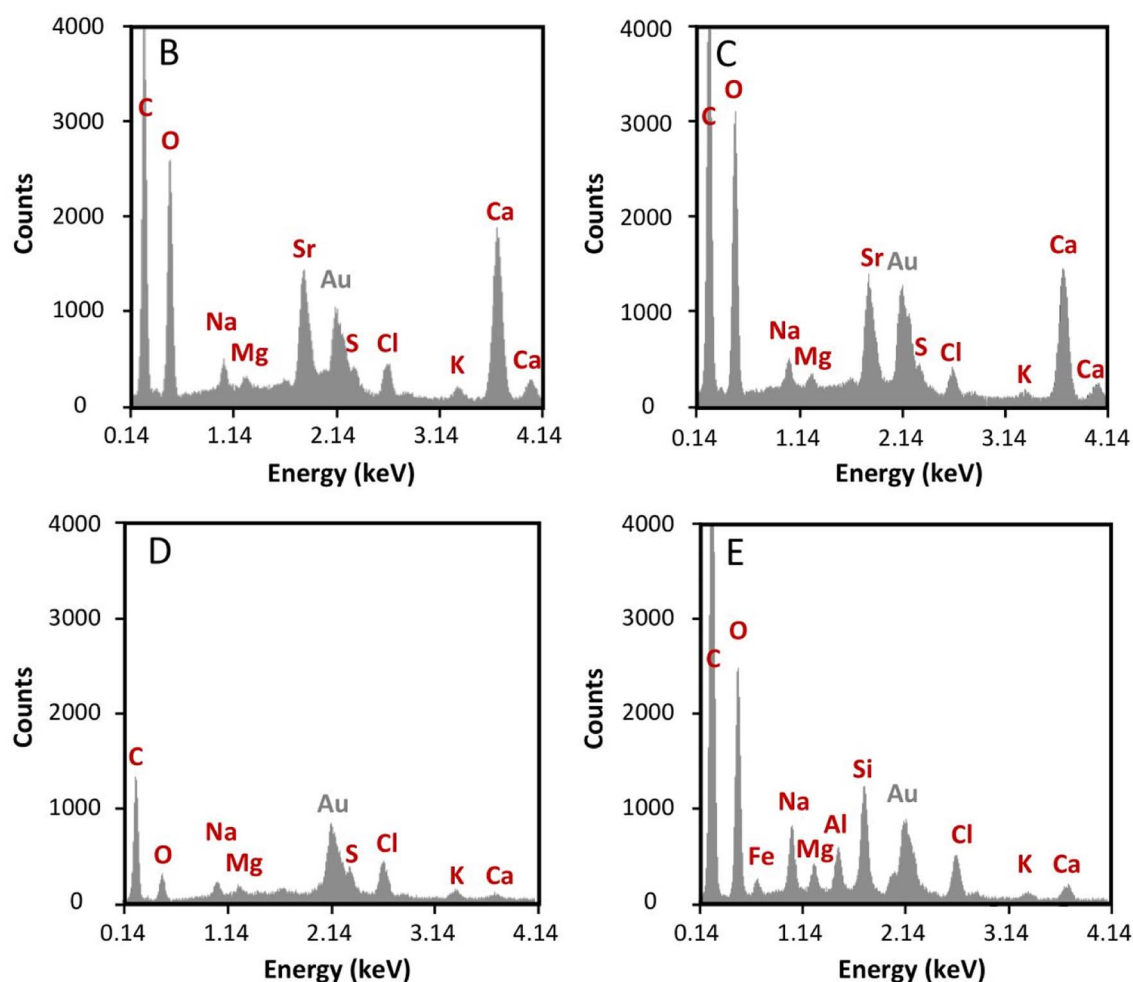 4000
B
C
3000
O
2000
Ca
Sr
Au
1000
Na
Mg
S
Cl
K
Ca
0
0.14 1.14 2.14 3.14 4.14
Counts
Energy (keV)
4000
C
O
3000
C
2000
Ca
Sr
Au
1000
Na
Mg
S
Cl
K
Ca
0
0.14 1.14 2.14 3.14 4.14
Counts
Energy (keV)
4000
D
3000
2000
C
1000
Au
Na
O
Mg
S
Cl
K
Ca
0
0.14 1.14 2.14 3.14 4.14
Counts
Energy (keV)
4000
E
3000
O
C
2000
Si
Au
1000
Na
Al
Fe
Mg
Cl
K
Ca
0
0.14 1.14 2.14 3.14 4.14
Counts
Energy (keV)